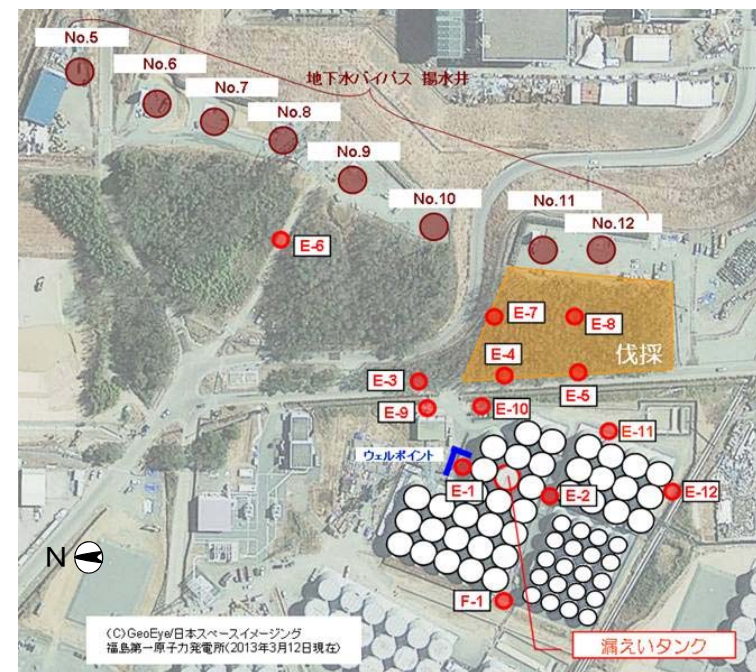 No.5
No.6
No.7
No.8
地下水バイパス 揚水井
No.9
No.10
No.11
No.12
E-6
E-7
E-8
伐採
E-4
E-3
E-5
E-9
E-10
E-11
ウェルポイント
E-1
E-2
E-12
N
F-1
(C)GeoEye/日本スペースイメージング
福島第一原子力発電所(2013年3月12日現在)
漏えいタンク